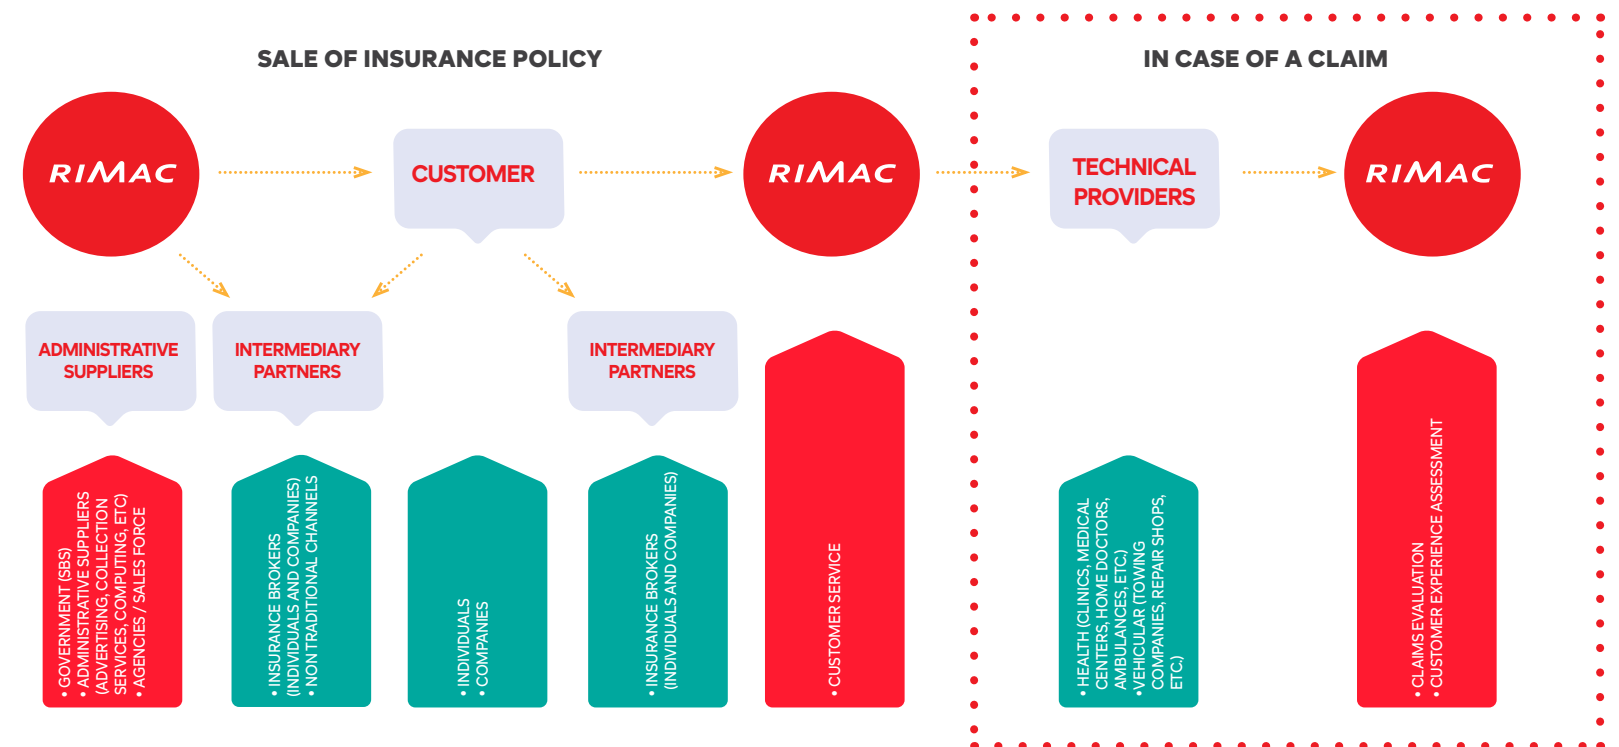 SALE OF INSURANCE POLICY
IN CASE OF A CLAIM
RIMAC
CUSTOMER
RIMAC
TECHNICAL
PROVIDERS
RIMAC
ADMINISTRATIVE
SUPPLIERS
INTERMEDIARY
PARTNERS
INTERMEDIARY
PARTNERS
• GOVERNMENT (SBS)
• ADMINISTRATIVE SUPPLIERS
(ADVERTISING, COLLECTION
SERVICES, COMPUTING, ETC)
• AGENCIES / SALES FORCE
• INSURANCE BROKERS
(INDIVIDUALS AND COMPANIES)
• NON TRADITIONAL CHANNELS
• INDIVIDUALS
• COMPANIES
• INSURANCE BROKERS
(INDIVIDUALS AND COMPANIES)
• CUSTOMER SERVICE
• HEALTH (CLINICS, MEDICAL
CENTERS, HOME DOCTORS,
AMBULANCES, ETC.)
•VEHICULAR (TOWING
COMPANIES, REPAIR SHOPS,
ETC.)
• CLAIMS EVALUATION
• CUSTOMER EXPERIENCE ASSESSMENT